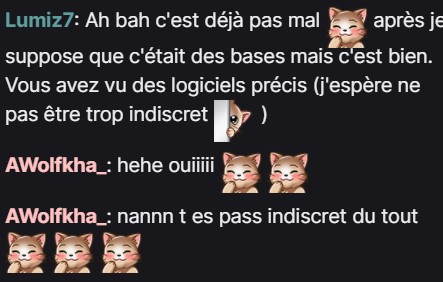 Lumiz7: Ah bah c'est déjà pas mal après je
suppose que c'était des bases mais c'est bien.
Vous avez vu des logiciels précis (j'espère ne
pas être trop indiscret )
AWolfkha_: hehe ouiiiii
AWolfkha_: nannn t es pass indiscret du tout